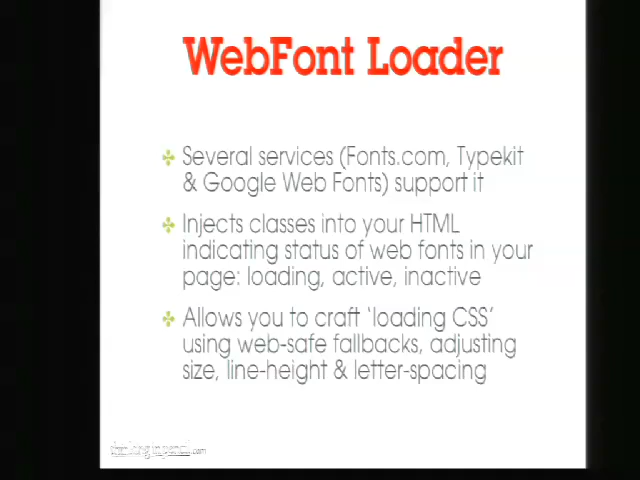 WebFont Loader
Several services (Fonts.com, Typekit
& Google Web Fonts) support it
Injects classes into your HTML
indicating status of web fonts in your
page: loading, active, inactive
Allows you to craft ‘loading CSS’
using web-safe fallbacks, adjusting
size, line-height & letter-spacing